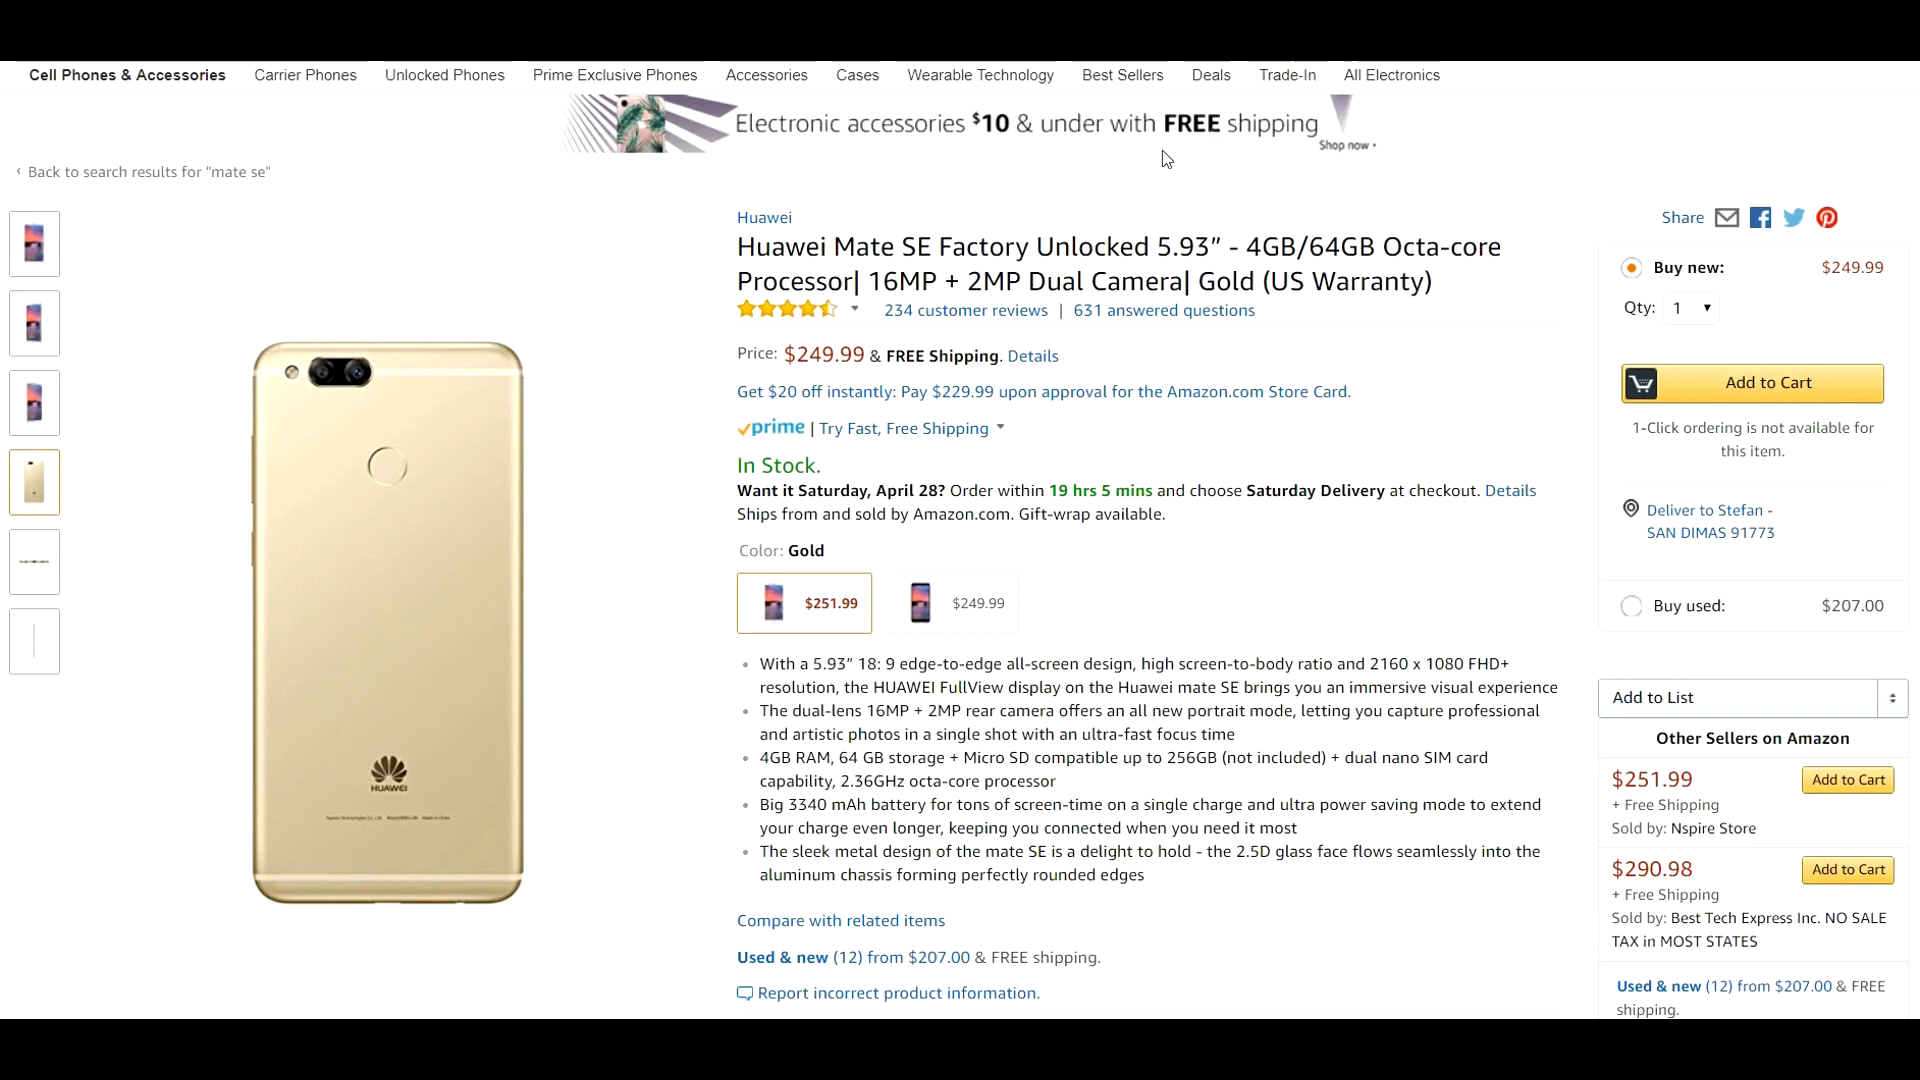 Cell Phones & Accessories Carrier Phones Unlocked Phones Prime Exclusive Phones Accessories Cases Wearable Technology Best Sellers Deals Trade-In All Electronics
Electronic accessories $10 & under with FREE shipping
Shop now ›
‹ Back to search results for "mate se"
HUAWEI
Huawei
Huawei Mate SE Factory Unlocked 5.93” - 4GB/64GB Octa-core
Processor| 16MP + 2MP Dual Camera| Gold (US Warranty)
234 customer reviews | 631 answered questions
Price: $249.99 & FREE Shipping. Details
Get $20 off instantly: Pay $229.99 upon approval for the Amazon.com Store Card.
prime | Try Fast, Free Shipping
In Stock.
Want it Saturday, April 28? Order within 19 hrs 5 mins and choose Saturday Delivery at checkout. Details
Ships from and sold by Amazon.com. Gift-wrap available.
Color: Gold
$251.99 $249.99
• With a 5.93” 18: 9 edge-to-edge all-screen design, high screen-to-body ratio and 2160 x 1080 FHD+
resolution, the HUAWEI FullView display on the Huawei mate SE brings you an immersive visual experience
• The dual-lens 16MP + 2MP rear camera offers an all new portrait mode, letting you capture professional
and artistic photos in a single shot with an ultra-fast focus time
• 4GB RAM, 64 GB storage + Micro SD compatible up to 256GB (not included) + dual nano SIM card
capability, 2.36GHz octa-core processor
• Big 3340 mAh battery for tons of screen-time on a single charge and ultra power saving mode to extend
your charge even longer, keeping you connected when you need it most
• The sleek metal design of the mate SE is a delight to hold - the 2.5D glass face flows seamlessly into the
aluminum chassis forming perfectly rounded edges
Compare with related items
Used & new (12) from $207.00 & FREE shipping.
Report incorrect product information.
Share
Buy new: $249.99
Qty: 1
Add to Cart
1-Click ordering is not available for
this item.
Deliver to Stefan -
SAN DIMAS 91773
Buy used: $207.00
Add to List
Other Sellers on Amazon
$251.99 Add to Cart
+ Free Shipping
Sold by: Nspire Store
$290.98 Add to Cart
+ Free Shipping
Sold by: Best Tech Express Inc. NO SALE
TAX in MOST STATES
Used & new (12) from $207.00 & FREE
shipping.